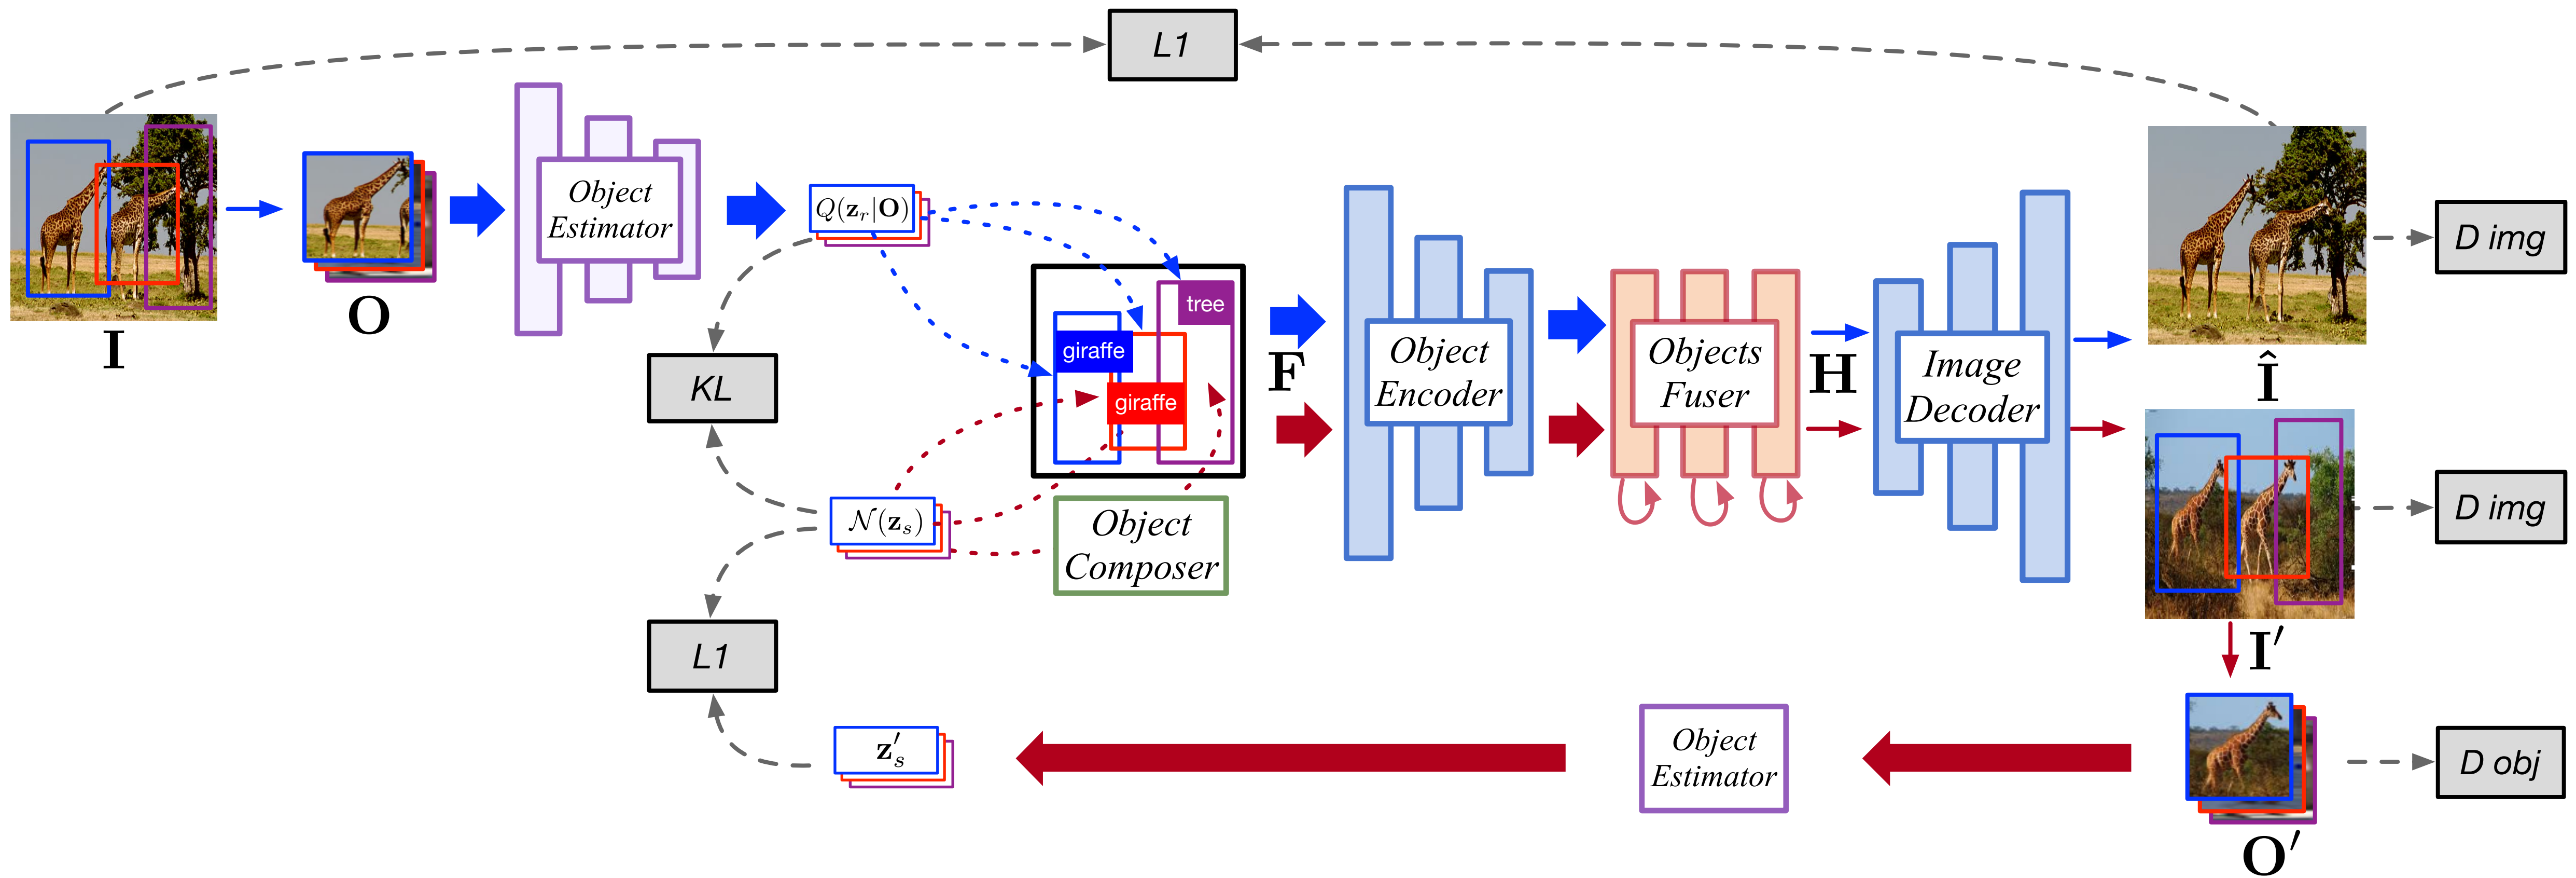 L1
I
O
Object
Estimator
Q(z_r|O)
KL
tree
giraffe
giraffe
F
Object
Encoder
Objects
Fuser
H
Image
Decoder
Î
D img
N(z_s)
Object
Composer
D img
I′
L1
z′_s
Object
Estimator
D obj
O′